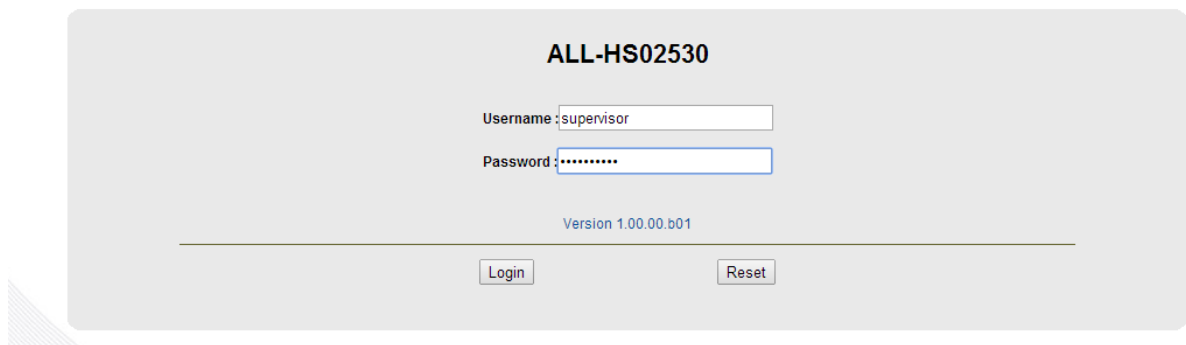 ALL-HS02530
Username : supervisor
Password : ••••••••••
Version 1.00.00.b01
Login Reset